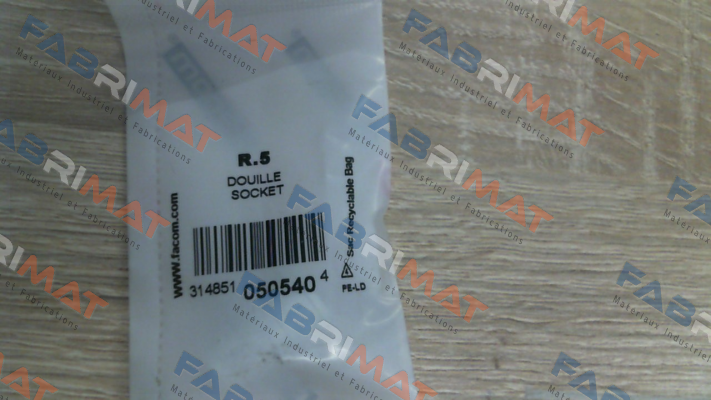 R.5
DOUILLE
SOCKET
www.facom.com
314851 050540 4
Sac Recyclable Bag
PE-LD
FABRIMAT
Matériaux Industriel et Fabrications